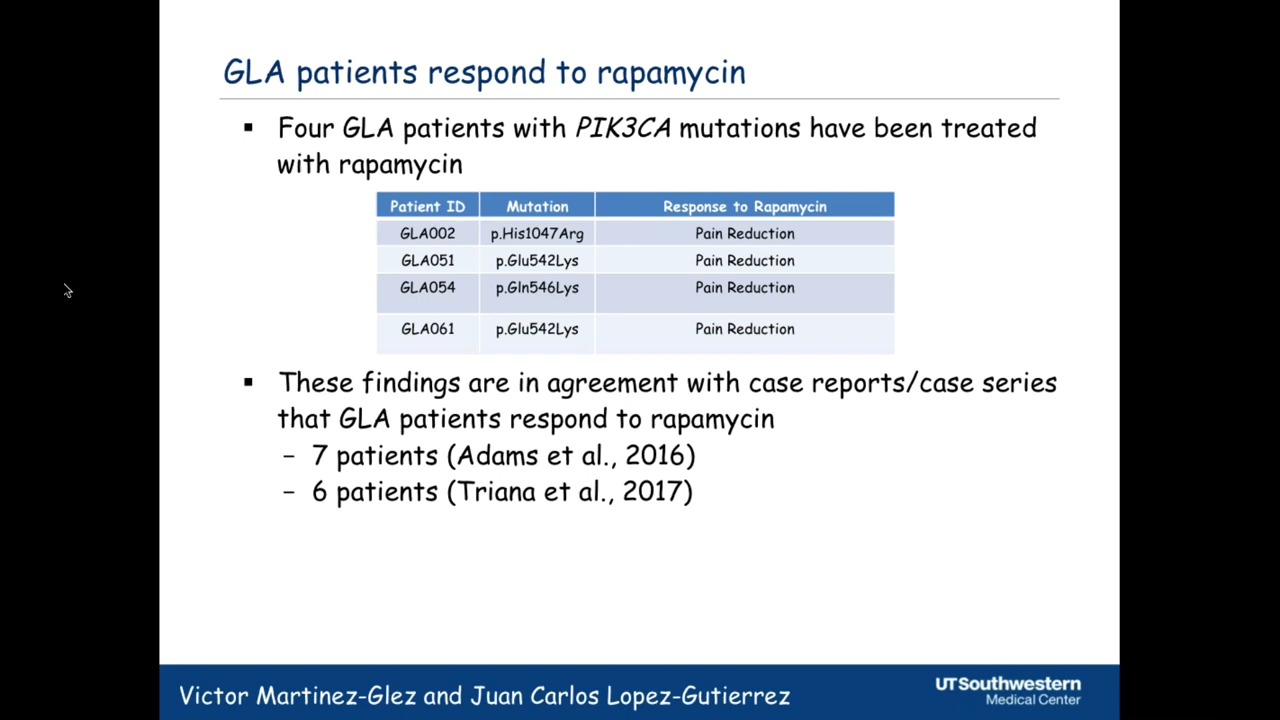 GLA patients respond to rapamycin
▪ Four GLA patients with PIK3CA mutations have been treated
with rapamycin
Patient ID Mutation Response to Rapamycin
GLA002 p.His1047Arg Pain Reduction
GLA051 p.Glu542Lys Pain Reduction
GLA054 p.Gln546Lys Pain Reduction
GLA061 p.Glu542Lys Pain Reduction
▪ These findings are in agreement with case reports/case series
that GLA patients respond to rapamycin
– 7 patients (Adams et al., 2016)
– 6 patients (Triana et al., 2017)
Victor Martinez-Glez and Juan Carlos Lopez-Gutierrez
UTSouthwestern
Medical Center